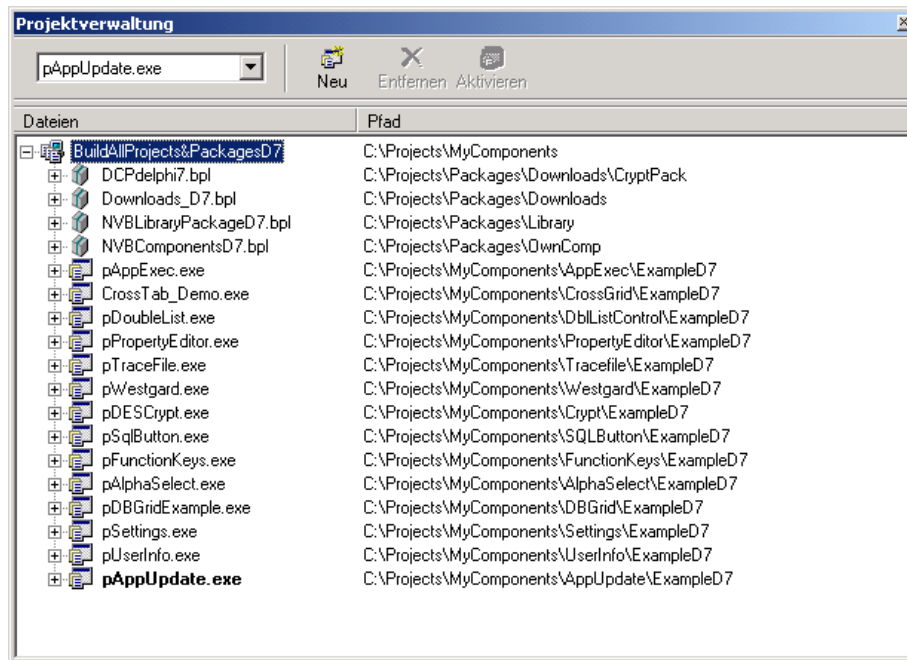 Projektverwaltung
pAppUpdate.exe
Neu Entfernen Aktivieren
Dateien Pfad
BuildAllProjects&PackagesD7 C:\Projects\MyComponents
DCPdelphi7.bpl C:\Projects\Packages\Downloads\CryptPack
Downloads_D7.bpl C:\Projects\Packages\Downloads
NVBLibraryPackageD7.bpl C:\Projects\Packages\Library
NVBComponentsD7.bpl C:\Projects\Packages\OwnComp
pAppExec.exe C:\Projects\MyComponents\AppExec\ExampleD7
CrossTab_Demo.exe C:\Projects\MyComponents\CrossGrid\ExampleD7
pDoubleList.exe C:\Projects\MyComponents\DblListControl\ExampleD7
pPropertyEditor.exe C:\Projects\MyComponents\PropertyEditor\ExampleD7
pTraceFile.exe C:\Projects\MyComponents\Tracefile\ExampleD7
pWestgard.exe C:\Projects\MyComponents\Westgard\ExampleD7
pDESCrypt.exe C:\Projects\MyComponents\Crypt\ExampleD7
pSqlButton.exe C:\Projects\MyComponents\SQLButton\ExampleD7
pFunctionKeys.exe C:\Projects\MyComponents\FunctionKeys\ExampleD7
pAlphaSelect.exe C:\Projects\MyComponents\AlphaSelect\ExampleD7
pDBGridExample.exe C:\Projects\MyComponents\DBGrid\ExampleD7
pSettings.exe C:\Projects\MyComponents\Settings\ExampleD7
pUserInfo.exe C:\Projects\MyComponents\UserInfo\ExampleD7
pAppUpdate.exe C:\Projects\MyComponents\AppUpdate\ExampleD7